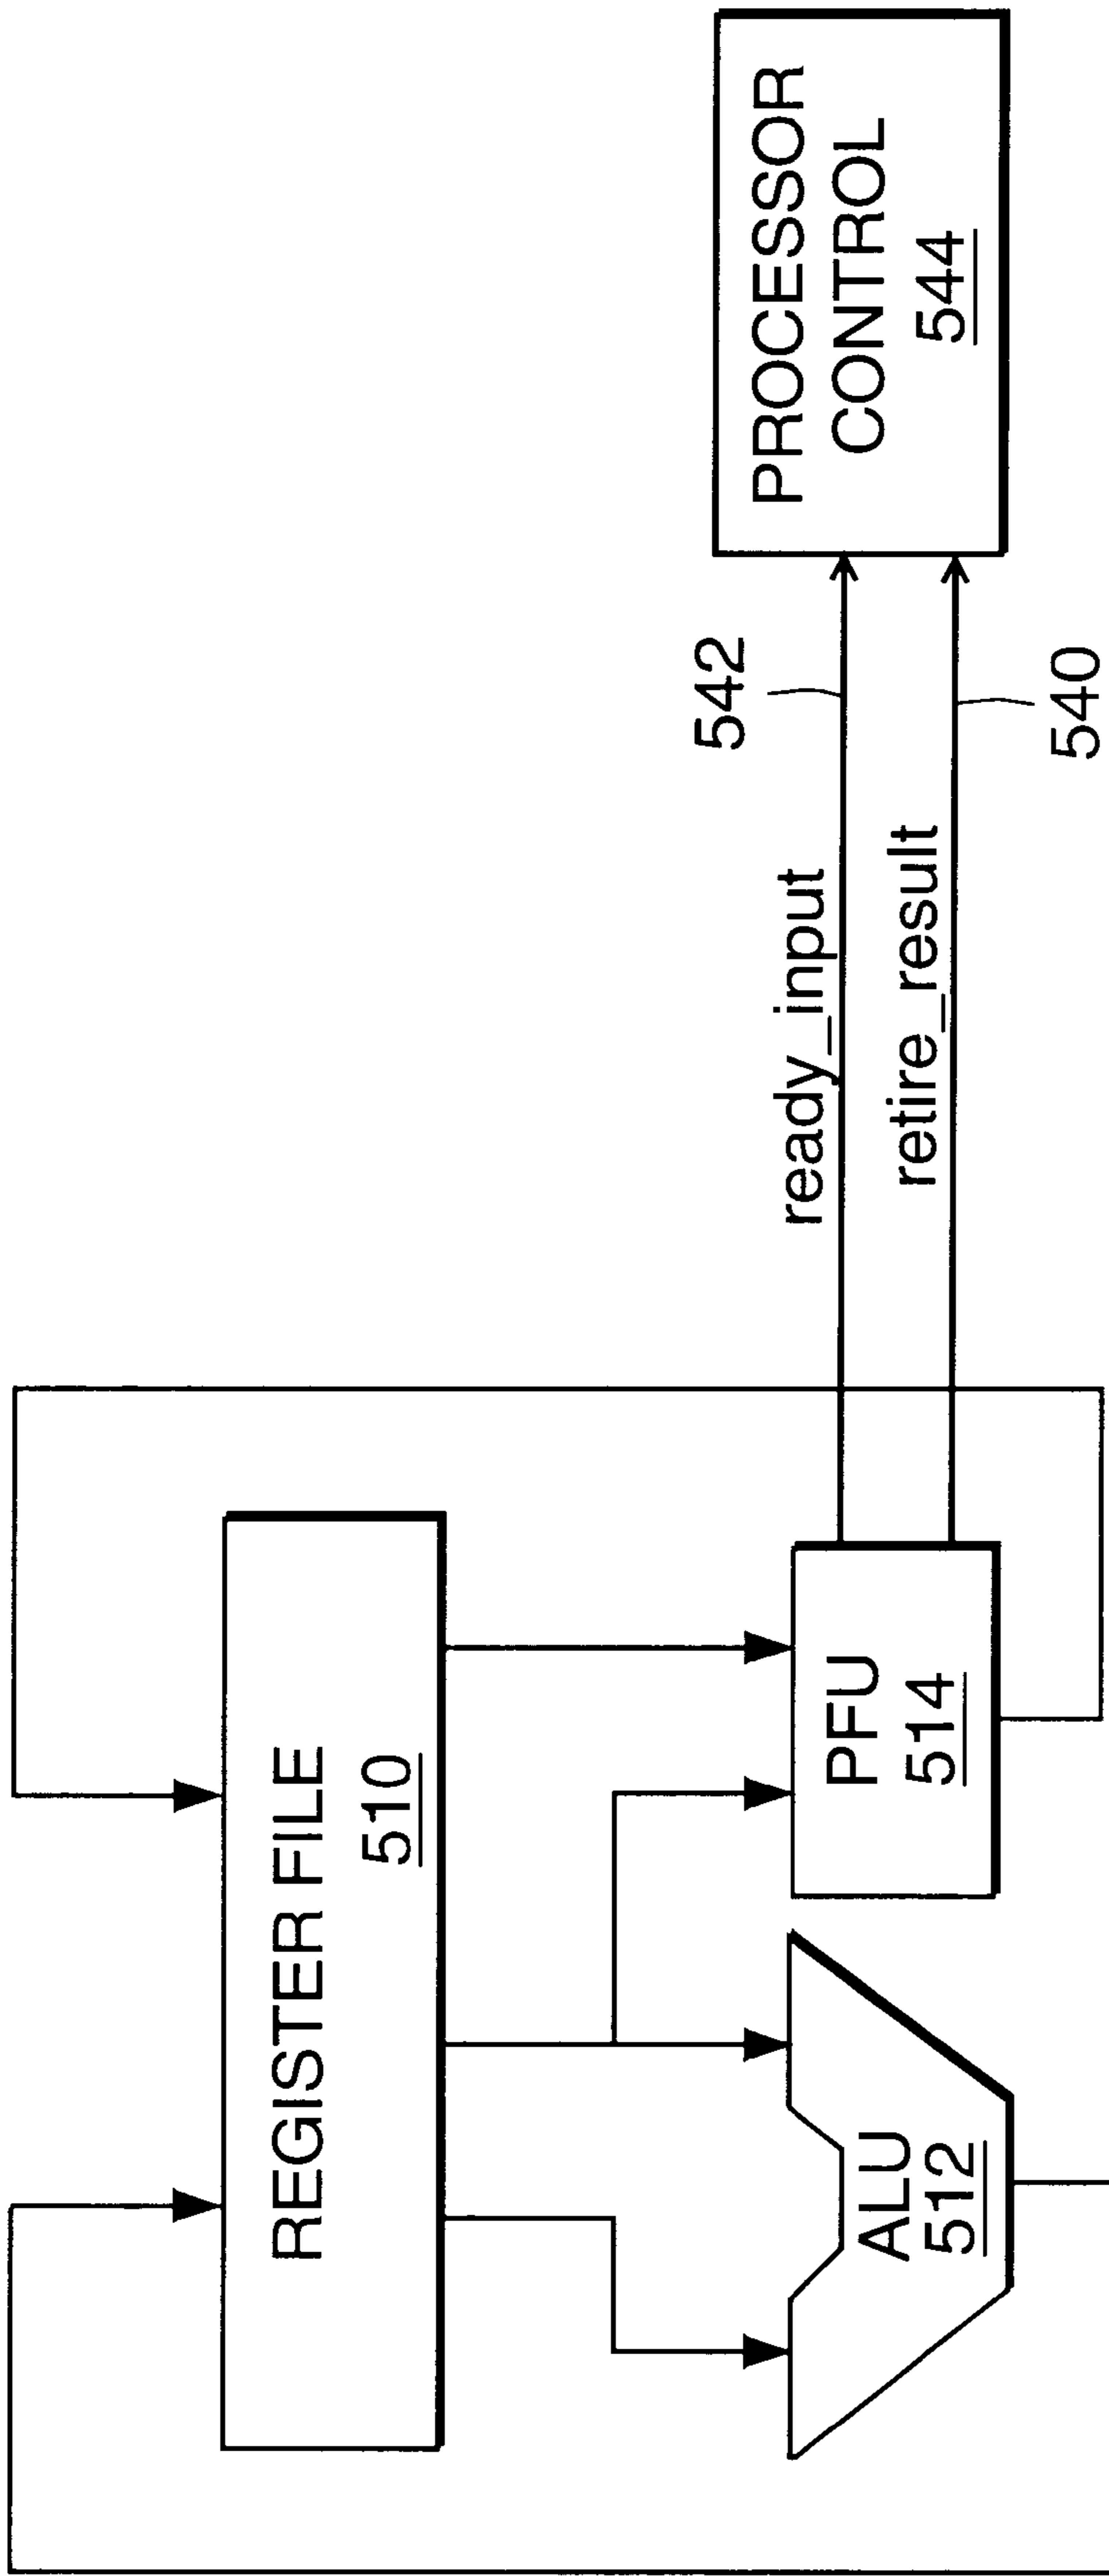 REGISTER FILE
510
ALU
512
PFU
514
ready_input
542
retire_result
540
PROCESSOR
CONTROL
544